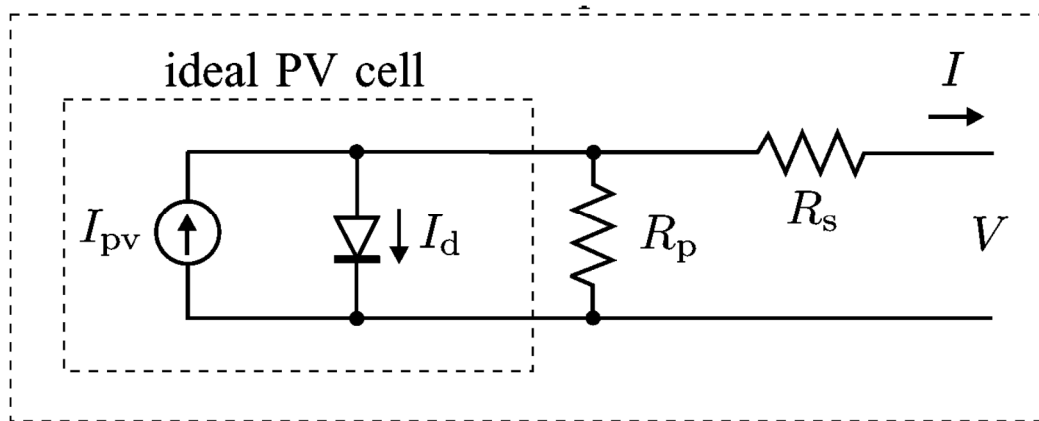 ideal PV cell
I
I_pv
I_d
R_p
R_s
V